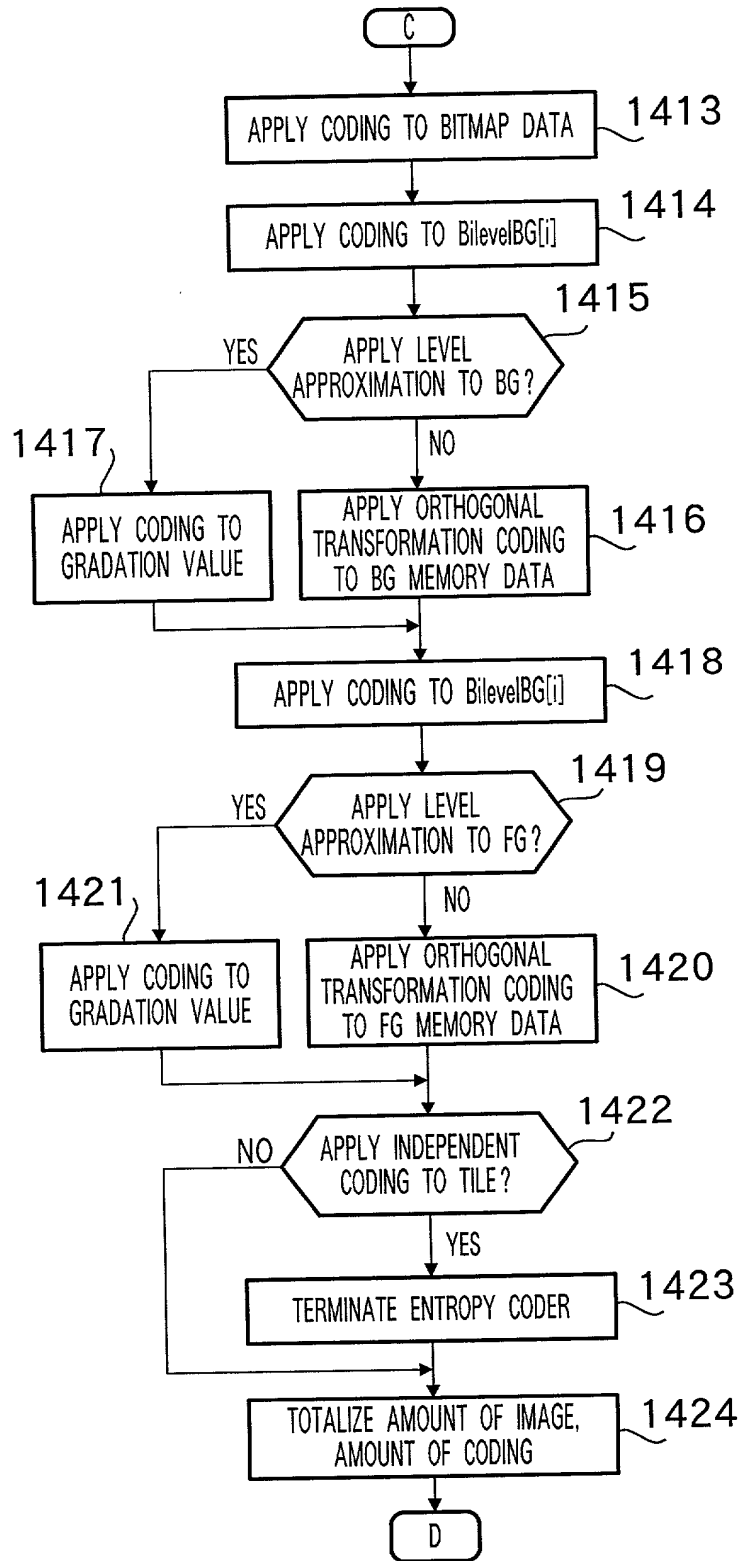 C
APPLY CODING TO BITMAP DATA
1413
APPLY CODING TO BilevelBG[i]
1414
1415
APPLY LEVEL
APPROXIMATION TO BG?
YES
NO
1417
APPLY CODING TO
GRADATION VALUE
APPLY ORTHOGONAL
TRANSFORMATION CODING
TO BG MEMORY DATA
1416
APPLY CODING TO BilevelBG[i]
1418
1419
APPLY LEVEL
APPROXIMATION TO FG?
YES
NO
1421
APPLY CODING TO
GRADATION VALUE
APPLY ORTHOGONAL
TRANSFORMATION CODING
TO FG MEMORY DATA
1420
1422
APPLY INDEPENDENT
CODING TO TILE?
NO
YES
TERMINATE ENTROPY CODER
1423
TOTALIZE AMOUNT OF IMAGE,
AMOUNT OF CODING
1424
D